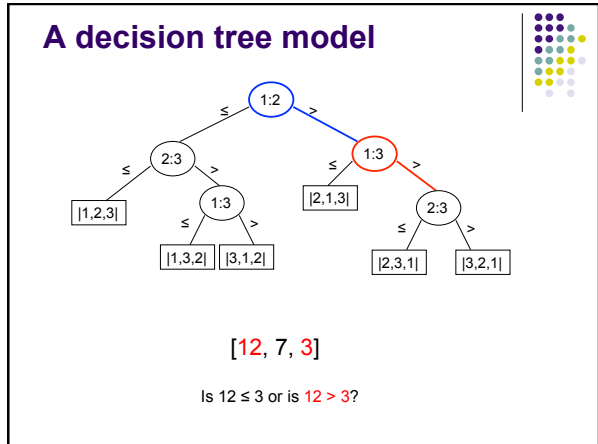 A decision tree model
1:2
≤ >
2:3 1:3
≤ > ≤ >
|1,2,3| 1:3 |2,1,3| 2:3
≤ > ≤ >
|1,3,2| |3,1,2| |2,3,1| |3,2,1|
[12, 7, 3]
Is 12 ≤ 3 or is 12 > 3?